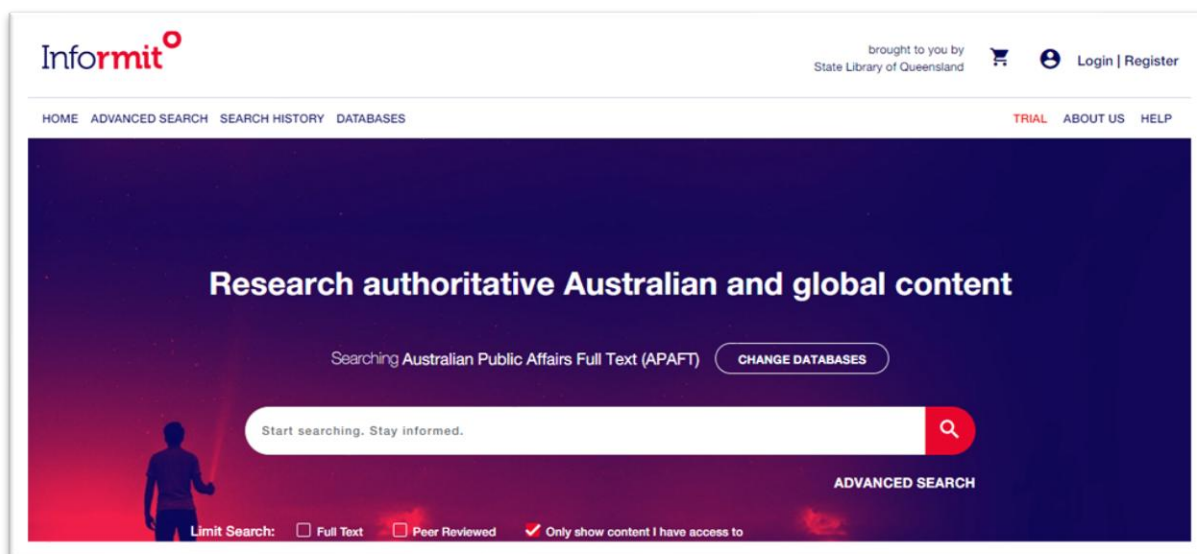 Informit
brought to you by
State Library of Queensland
Login | Register
HOME ADVANCED SEARCH SEARCH HISTORY DATABASES
TRIAL ABOUT US HELP
Research authoritative Australian and global content
Searching Australian Public Affairs Full Text (APAFT) CHANGE DATABASES
Start searching. Stay informed.
ADVANCED SEARCH
Limit Search: Full Text Peer Reviewed Only show content I have access to